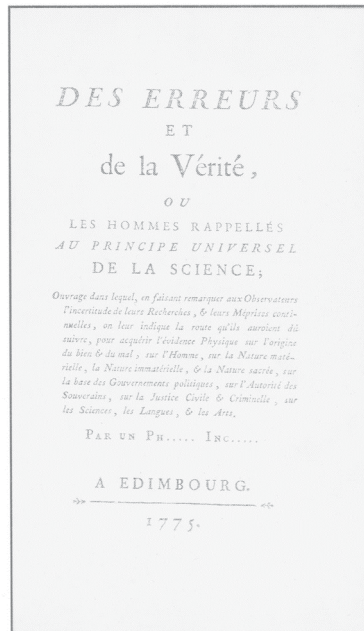 DES ERREURS
ET
de la Vérité,
OU
LES HOMMES RAPPELLÉS
AU PRINCIPE UNIVERSEL
DE LA SCIENCE;
Ouvrage dans lequel, en faisant remarquer aux Observateurs
l'incertitude de leurs Recherches, & leurs Méprises conti-
nuelles, on leur indique la route qu'ils auroient dû
suivre, pour acquérir l'évidence Physique sur l'origine
du bien & du mal, sur l'Homme, sur la Nature maté-
rielle, la Nature immatérielle, & la Nature sacrée, sur
la base des Gouvernements politiques, sur l'Autorité des
Souverains, sur la Justice Civile & Criminelle, sur
les Sciences, les Langues, & les Arts.
PAR UN PH..... INC.....
A EDIMBOURG.
1775.